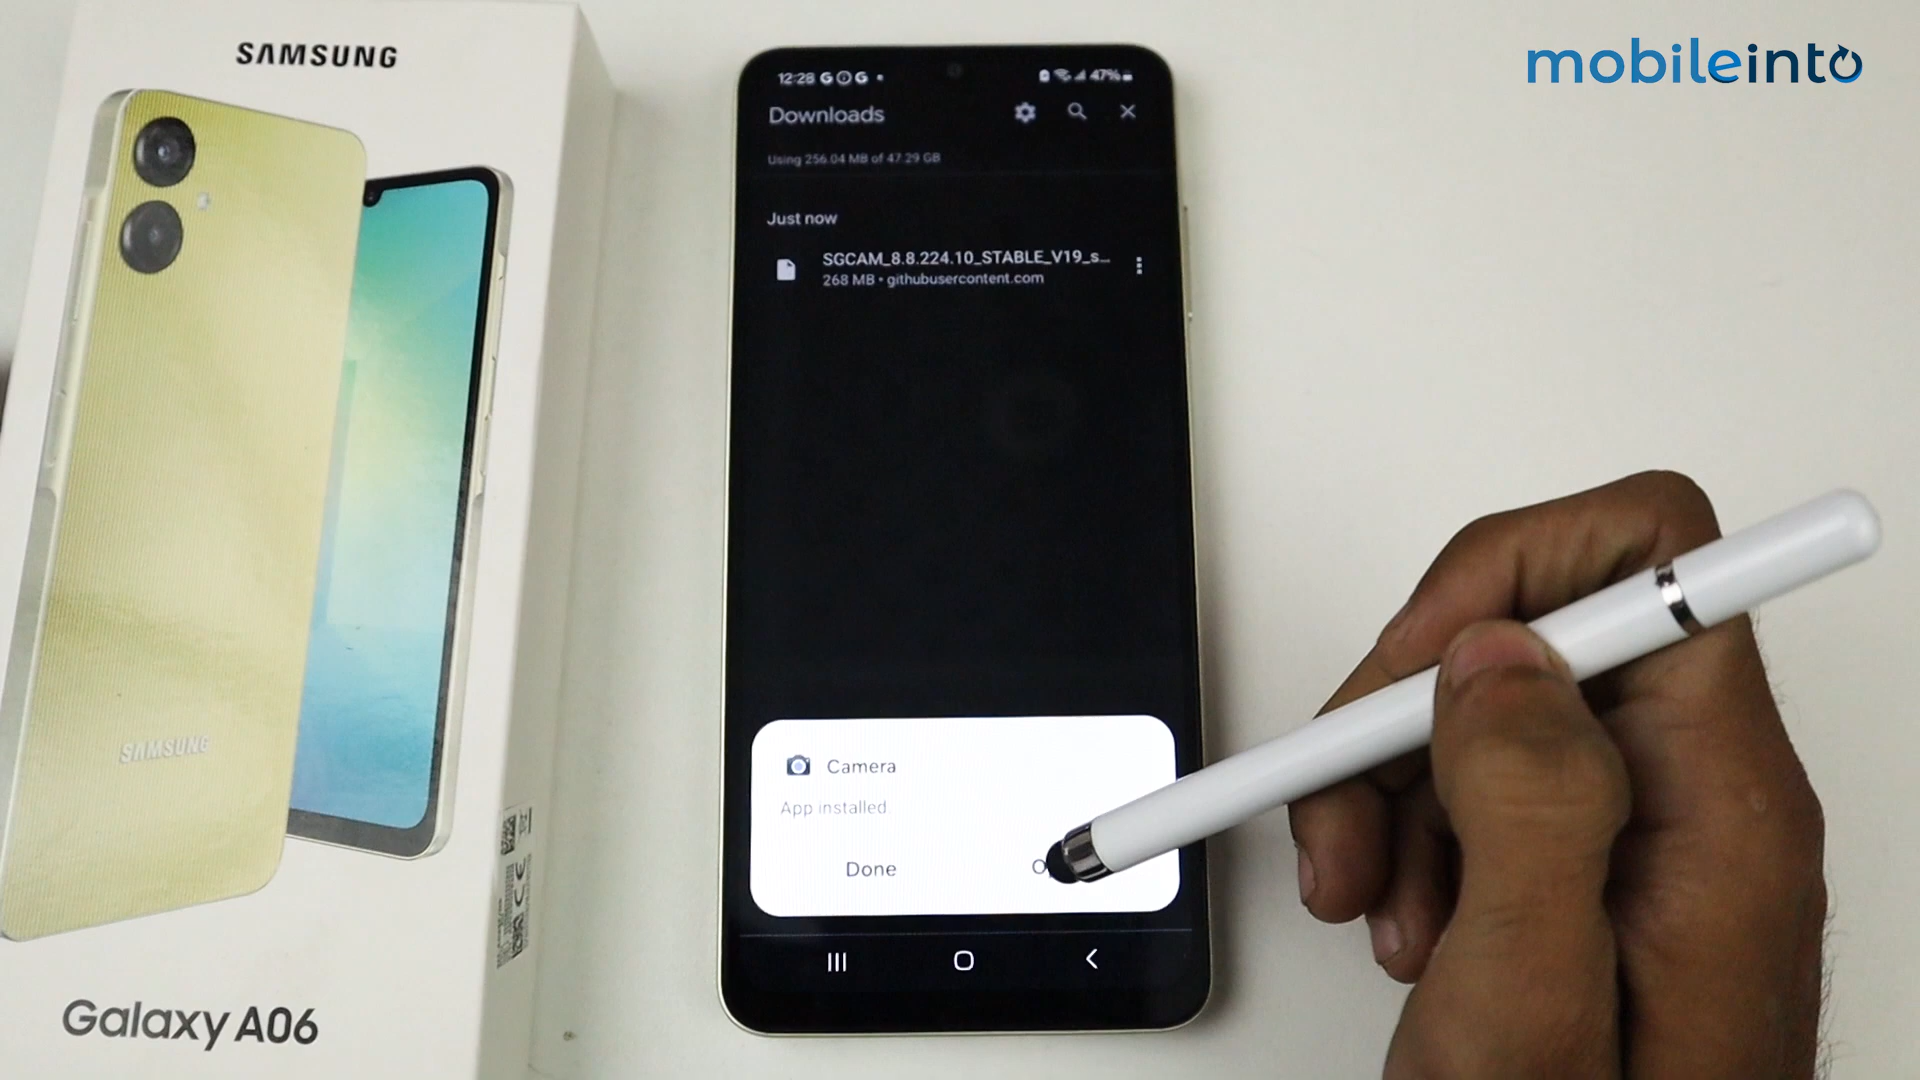 SAMSUNG
SAMSUNG
Galaxy A06
12:28
47%
Downloads
Using 256.04 MB of 47.29 GB
Just now
SGCAM_8.8.224.10_STABLE_V19_s...
268 MB • githubusercontent.com
Camera
App installed.
Done
mobileinto